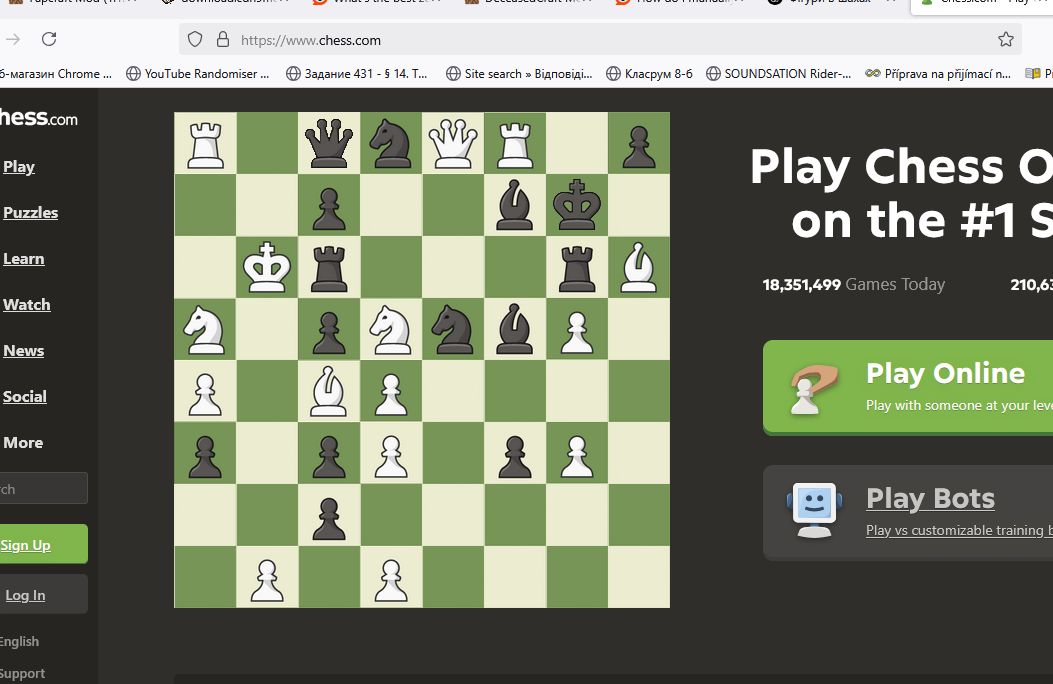 https://www.chess.com
YouTube Randomiser ...
Задание 431 - § 14. Т...
Site search » Відповіді...
Класрум 8-6
SOUNDSATION Rider-...
Příprava na přijímací n...
б-магазин Chrome ...
hess.com
Play
Puzzles
Learn
Watch
News
Social
More
rch
Sign Up
Log In
English
Support
Play Chess O
on the #1 S
18,351,499 Games Today
210,63
Play Online
Play with someone at your leve
Play Bots
Play vs customizable training b